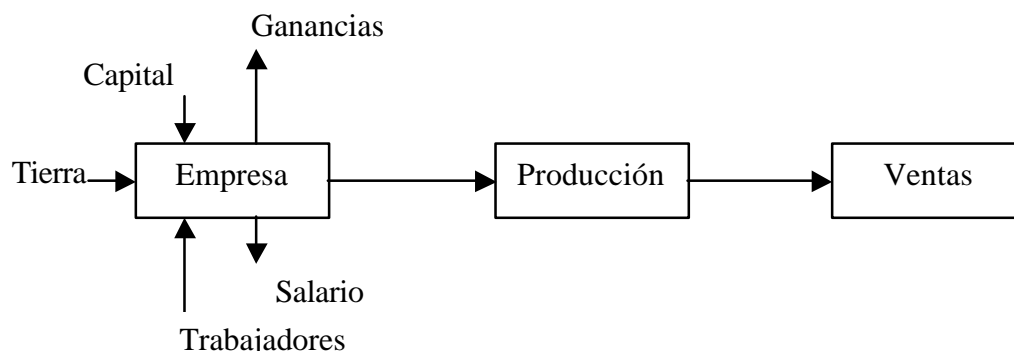 Ganancias
Capital
Tierra
Empresa
Producción
Ventas
Salario
Trabajadores